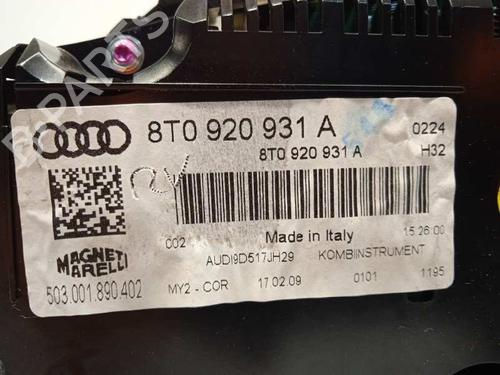 8T0 920 931 A
0224
8T0 920 931 A
H32
002
Made in Italy
15:26:00
MAGNETI
MARELLI
AUDI9D517JH29
KOMBIINSTRUMENT
503.001.890.402
MY2 - COR
17.02.09
0101
1195